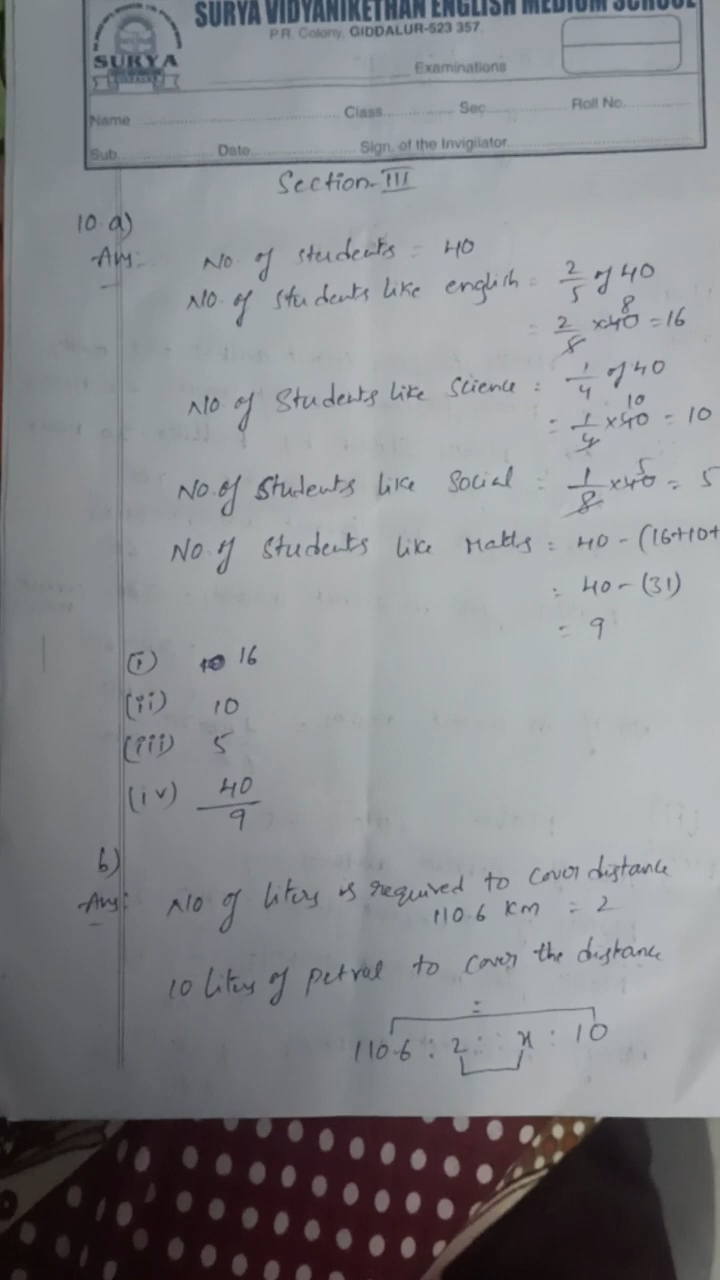 SURYA VIDYANIKETHAN ENGLISH MEDIUM SCHOOL
P.R. Colony, GIDDALUR-523 357.
SURYA
Examinations
Name Class Sec Roll No.
Sub Date Sign. of the Invigilator
Section-III
10 a)
Ans: No. of students = 40
No. of students like english = 2/5 of 40
= 2/5 x 40 8 = 16
No of Students like Science = 1/4 of 40
= 1/4 x 40 10 = 10
No. of Students like Social = 1/8 x 40 5 = 5
No. of Students like Maths = 40 - (16+10+
= 40 - (31)
= 9
(i) 16
(ii) 10
(iii) 5
(iv) 40/9
b)
Ans: No of liters is required to cover distance
110.6 km = 2
10 liters of petrol to cover the distance
=
110.6 : 2 :: x : 10